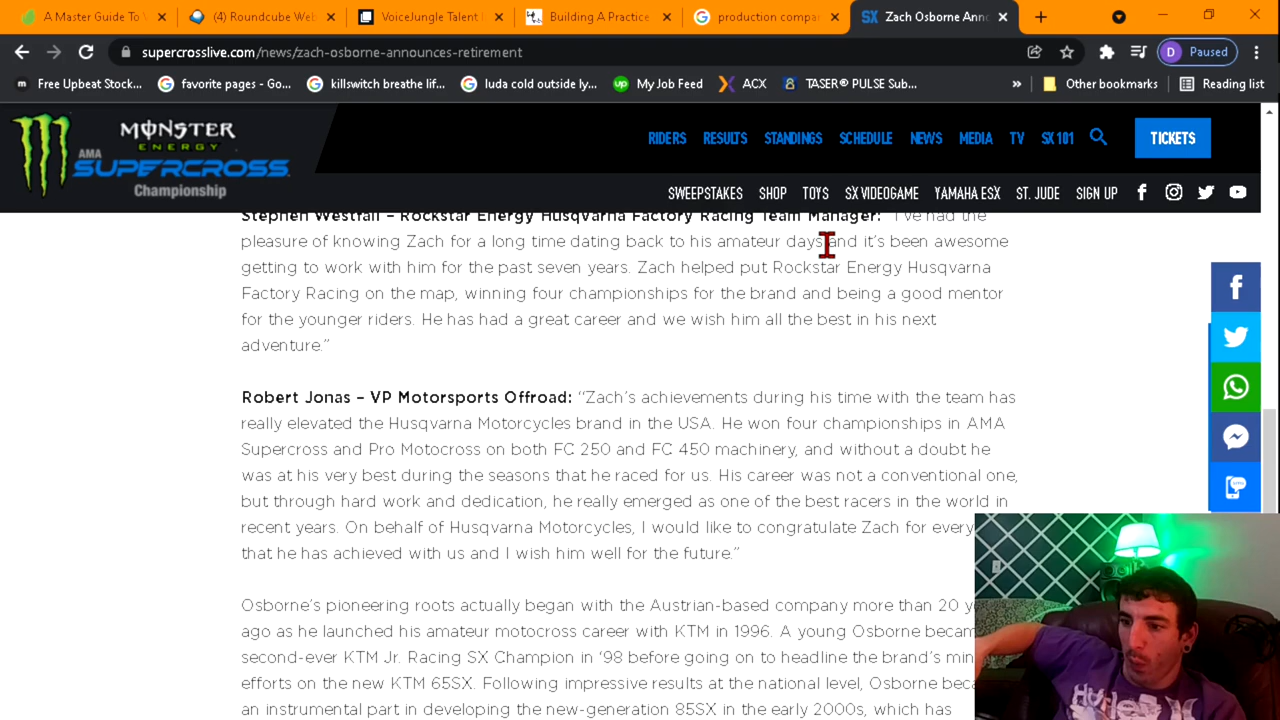 A Master Guide To V
(4) Roundcube Web
VoiceJungle Talent
Building A Practice
production compan
SX Zach Osborne Ann
supercrosslive.com/news/zach-osborne-announces-retirement
D Paused
Free Upbeat Stock...
favorite pages - Go...
killswitch breathe lif...
luda cold outside ly...
My Job Feed
ACX
TASER® PULSE Sub...
»
Other bookmarks
Reading list
MONSTER
ENERGY
AMA
SUPERCROSS
Championship
RIDERS RESULTS STANDINGS SCHEDULE NEWS MEDIA TV SX 101
TICKETS
SWEEPSTAKES SHOP TOYS SX VIDEOGAME YAMAHA ESX ST. JUDE SIGN UP
Stephen Westfall – Rockstar Energy Husqvarna Factory Racing Team Manager: “I’ve had the
pleasure of knowing Zach for a long time dating back to his amateur days and it’s been awesome
getting to work with him for the past seven years. Zach helped put Rockstar Energy Husqvarna
Factory Racing on the map, winning four championships for the brand and being a good mentor
for the younger riders. He has had a great career and we wish him all the best in his next
adventure.”
Robert Jonas – VP Motorsports Offroad: “Zach’s achievements during his time with the team has
really elevated the Husqvarna Motorcycles brand in the USA. He won four championships in AMA
Supercross and Pro Motocross on both FC 250 and FC 450 machinery, and without a doubt he
was at his very best during the seasons that he raced for us. His career was not a conventional one,
but through hard work and dedication, he really emerged as one of the best racers in the world in
recent years. On behalf of Husqvarna Motorcycles, I would like to congratulate Zach for every
that he has achieved with us and I wish him well for the future.”
Osborne’s pioneering roots actually began with the Austrian-based company more than 20 y
ago as he launched his amateur motocross career with KTM in 1996. A young Osborne becam
second-ever KTM Jr. Racing SX Champion in ’98 before going on to headline the brand’s min
efforts on the new KTM 65SX. Following impressive results at the national level, Osborne beca
an instrumental part in developing the new-generation 85SX in the early 2000s, which has